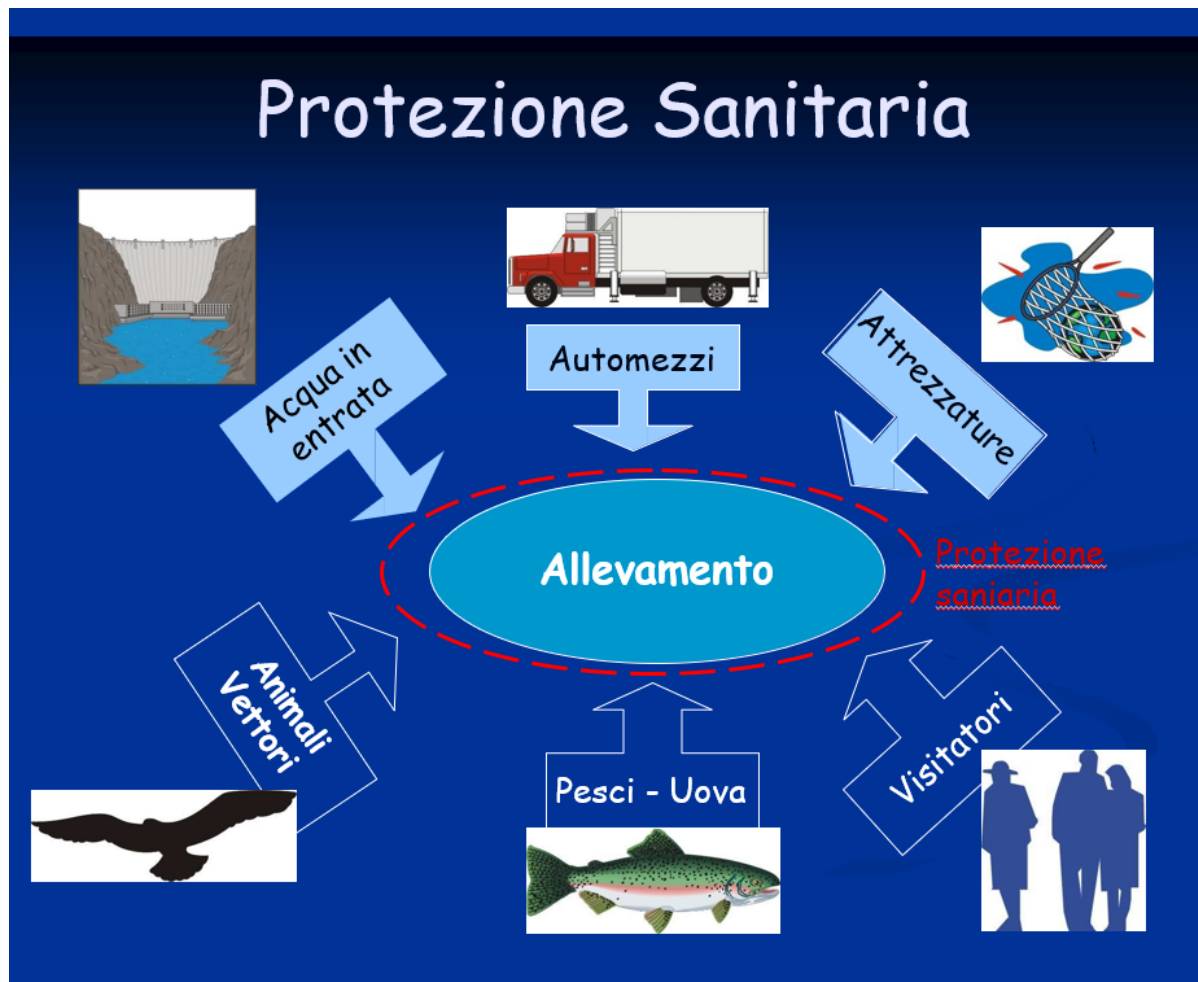 Protezione Sanitaria
Acqua in
entrata
Automezzi
Attrezzature
Allevamento
Protezione
saniaria
Animali
Vettori
Pesci - Uova
Visitatori